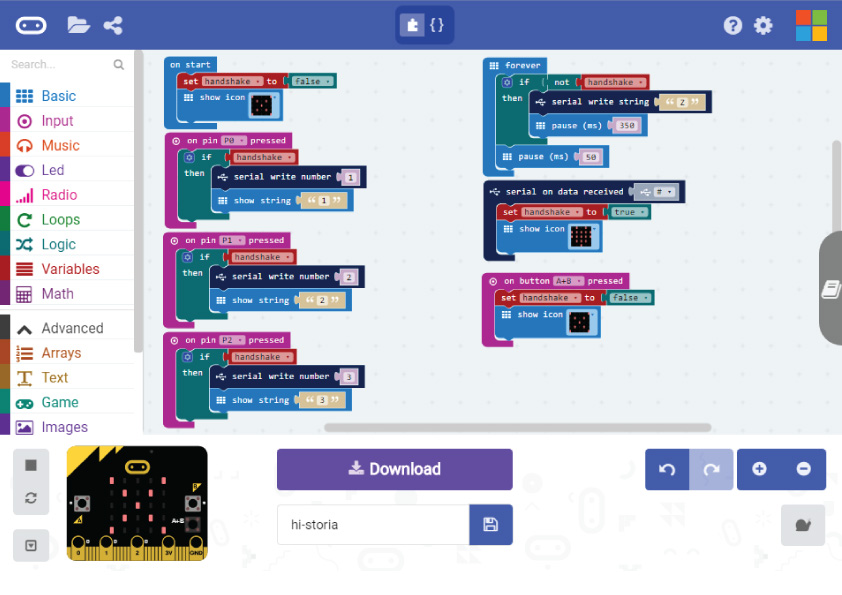 {}
?
Search...
Basic
Input
Music
Led
Radio
Loops
Logic
Variables
Math
Advanced
Arrays
Text
Game
Images
on start
set handshake to false
show icon
on pin P0 pressed
if handshake
then serial write number 1
show string "1"
on pin P1 pressed
if handshake
then serial write number 2
show string "2"
on pin P2 pressed
if handshake
then serial write number 3
show string "3"
forever
if not handshake
then serial write string "2"
pause (ms) 350
pause (ms) 50
serial on data received #
set handshake to true
show icon
on button A+B pressed
set handshake to false
show icon
B
A
A+B
0 1 2 3V GND
Download
hi-storia